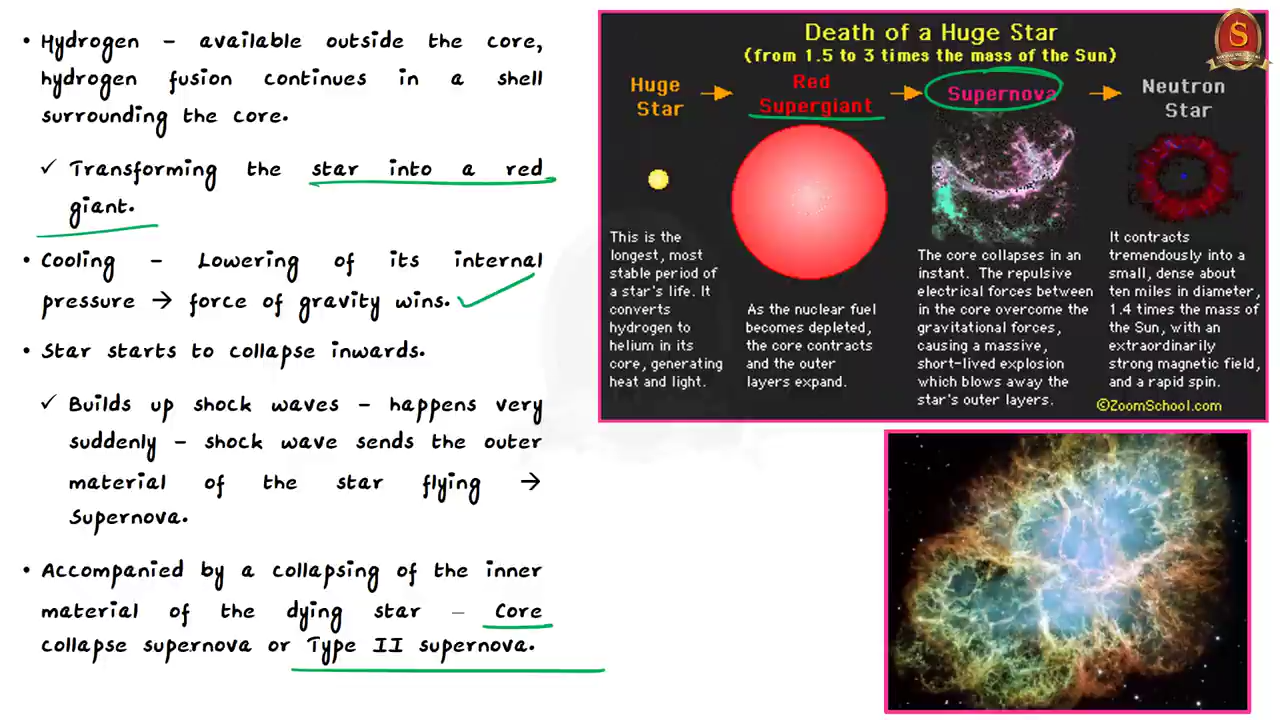 • Hydrogen – available outside the core,
hydrogen fusion continues in a shell
surrounding the core.
✓ Transforming the star into a red
giant.
• Cooling – Lowering of its internal
pressure → force of gravity wins.
• Star starts to collapse inwards.
✓ Builds up shock waves – happens very
suddenly – shock wave sends the outer
material of the star flying →
Supernova.
• Accompanied by a collapsing of the inner
material of the dying star – Core
collapse supernova or Type II supernova.
Death of a Huge Star
(from 1.5 to 3 times the mass of the Sun)
Huge
Star
Red
Supergiant
Supernova
Neutron
Star
This is the
longest, most
stable period of
a star's life. It
converts
hydrogen to
helium in its
core, generating
heat and light.
As the nuclear fuel
becomes depleted,
the core contracts
and the outer
layers expand.
The core collapses in an
instant. The repulsive
electrical forces between
in the core overcome the
gravitational forces,
causing a massive,
short-lived explosion
which blows away the
star's outer layers.
It contracts
tremendously into a
small, dense about
ten miles in diameter,
1.4 times the mass of
the Sun, with an
extraordinarily
strong magnetic field,
and a rapid spin.
©ZoomSchool.com
S